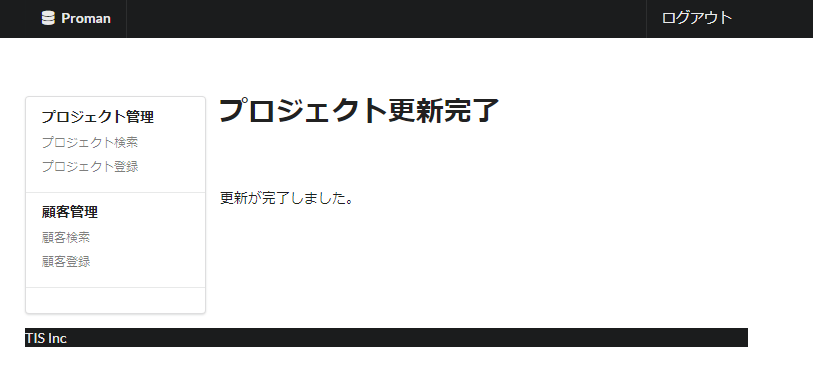 Proman
ログアウト
プロジェクト管理
プロジェクト検索
プロジェクト登録
顧客管理
顧客検索
顧客登録
プロジェクト更新完了
更新が完了しました。
TIS Inc